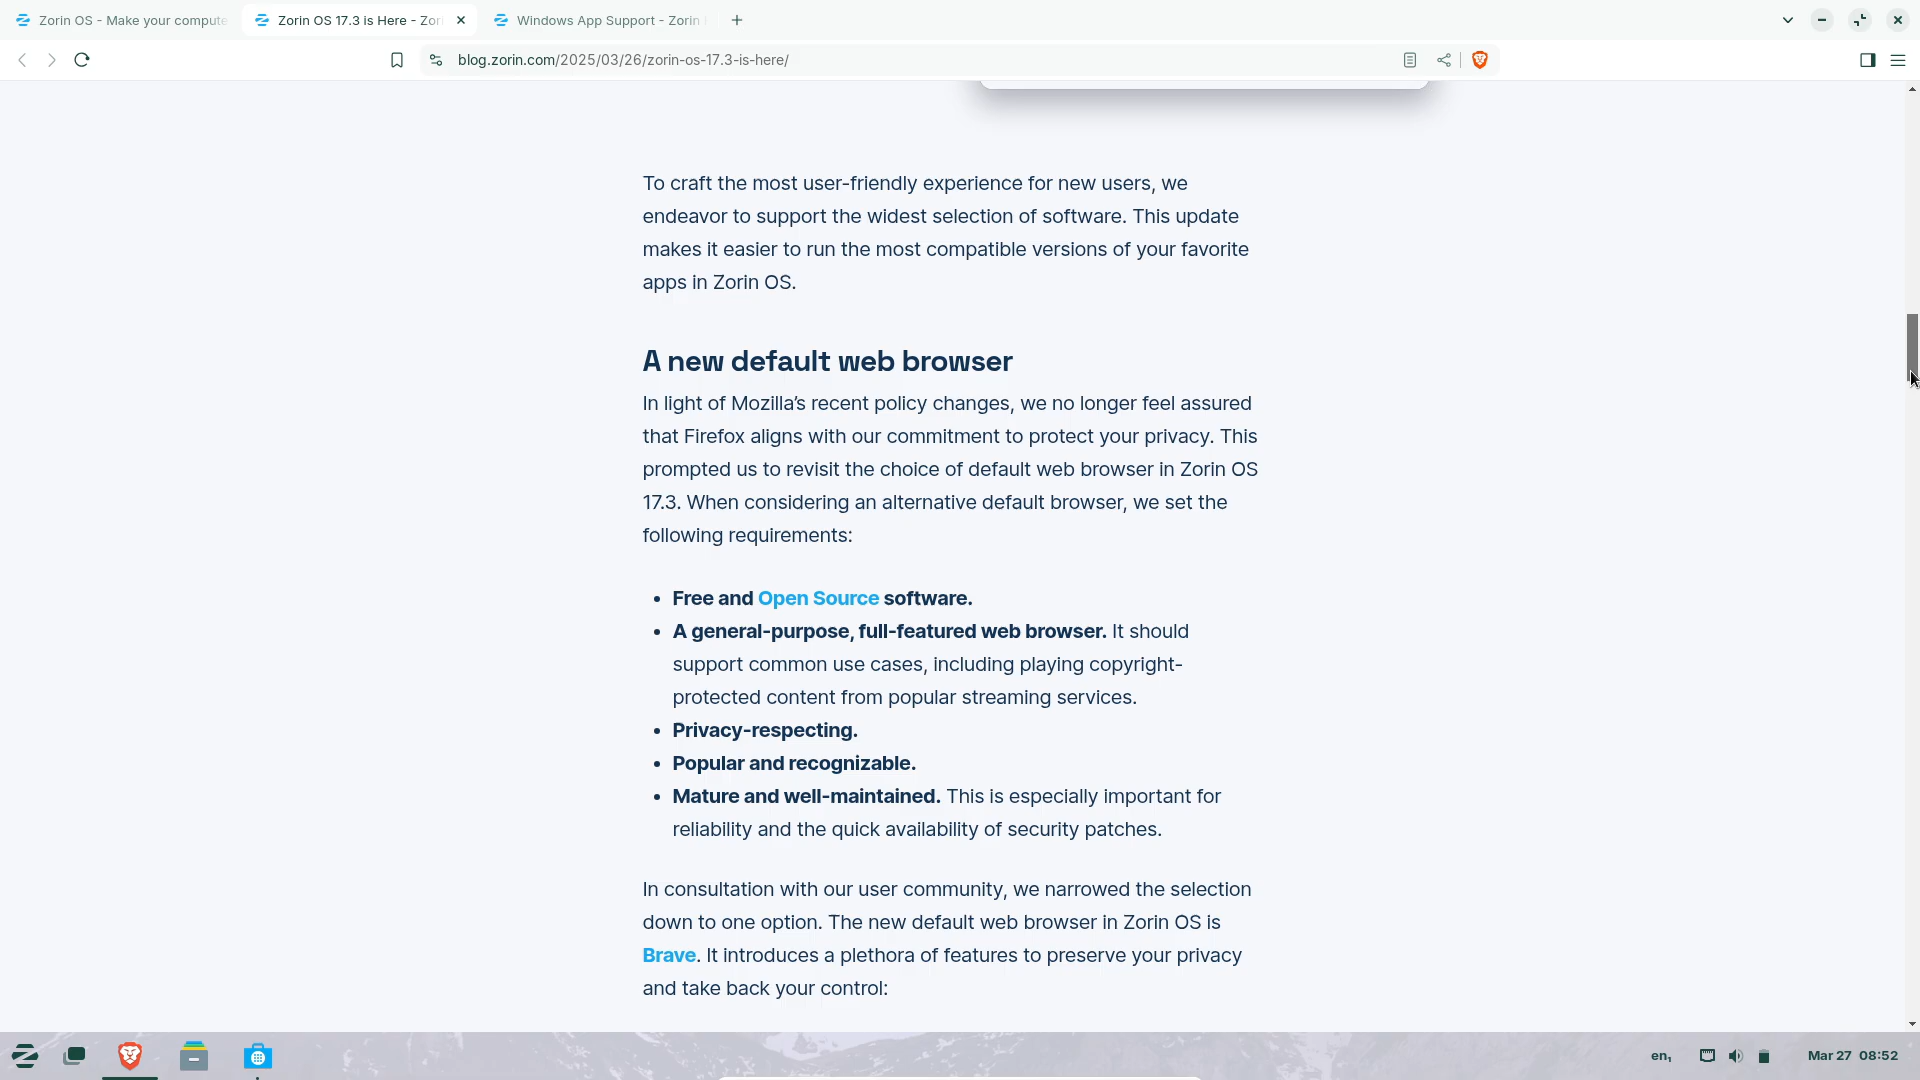 Zorin OS - Make your compute
Zorin OS 17.3 is Here - Zor
Windows App Support - Zorin
blog.zorin.com/2025/03/26/zorin-os-17.3-is-here/
To craft the most user-friendly experience for new users, we
endeavor to support the widest selection of software. This update
makes it easier to run the most compatible versions of your favorite
apps in Zorin OS.
A new default web browser
In light of Mozilla’s recent policy changes, we no longer feel assured
that Firefox aligns with our commitment to protect your privacy. This
prompted us to revisit the choice of default web browser in Zorin OS
17.3. When considering an alternative default browser, we set the
following requirements:
• Free and Open Source software.
• A general-purpose, full-featured web browser. It should
support common use cases, including playing copyright-
protected content from popular streaming services.
• Privacy-respecting.
• Popular and recognizable.
• Mature and well-maintained. This is especially important for
reliability and the quick availability of security patches.
In consultation with our user community, we narrowed the selection
down to one option. The new default web browser in Zorin OS is
Brave. It introduces a plethora of features to preserve your privacy
and take back your control:
en₁ Mar 27 08:52